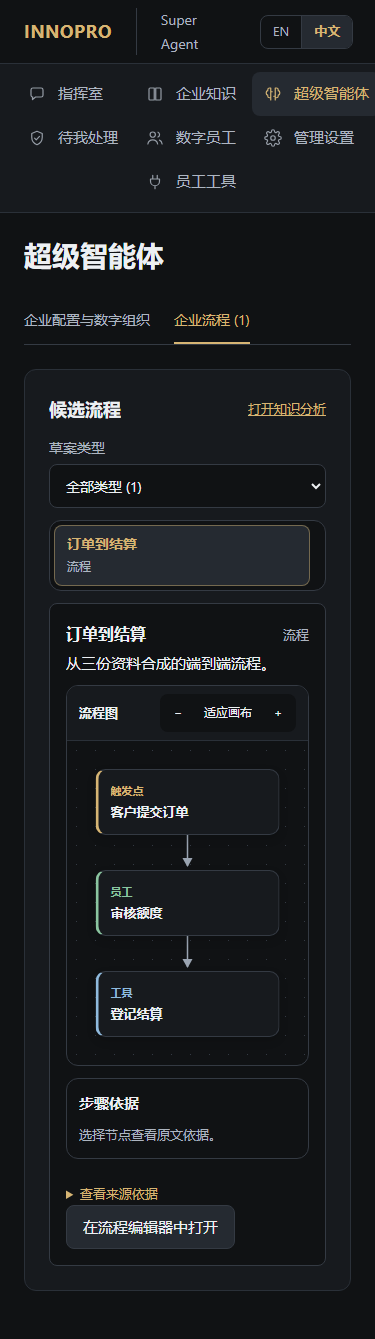 INNOPRO
Super
Agent
EN
中文
指挥室
企业知识
超级智能体
待我处理
数字员工
管理设置
员工工具
超级智能体
企业配置与数字组织
企业流程 (1)
候选流程
打开知识分析
草案类型
全部类型 (1)
订单到结算
流程
订单到结算
流程
从三份资料合成的端到端流程。
流程图
−
适应画布
+
触发点
客户提交订单
员工
审核额度
工具
登记结算
步骤依据
选择节点查看原文依据。
查看来源依据
在流程编辑器中打开